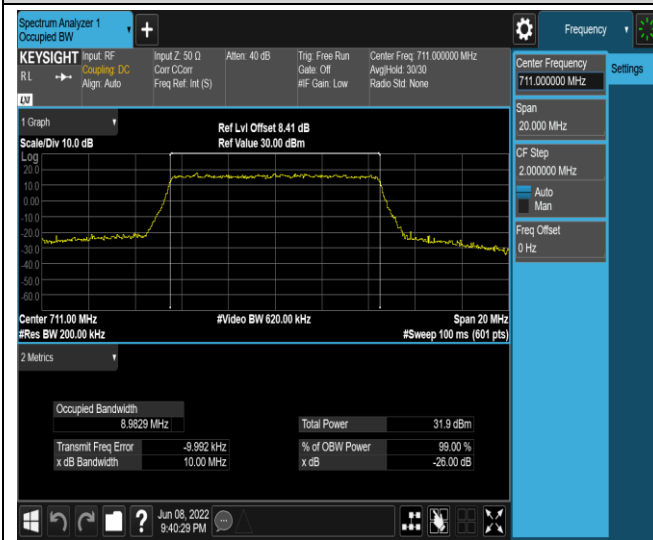 Spectrum Analyzer 1
Occupied BW
Frequency
KEYSIGHT
RL
LXI
Input: RF
Coupling: DC
Align: Auto
Input Z: 50 Ω
Corr CCorr
Freq Ref: Int (S)
Atten: 40 dB
Trig: Free Run
Gate: Off
#IF Gain: Low
Center Freq: 711.000000 MHz
Avg|Hold: 30/30
Radio Std: None
Center Frequency
711.000000 MHz
Settings
Span
20.000 MHz
CF Step
2.000000 MHz
Auto
Man
Freq Offset
0 Hz
1 Graph
Scale/Div 10.0 dB
Ref Lvl Offset 8.41 dB
Ref Value 30.00 dBm
Log
20.0
10.0
0.00
-10.0
-20.0
-30.0
-40.0
-50.0
-60.0
Center 711.00 MHz
#Res BW 200.00 kHz
#Video BW 620.00 kHz
Span 20 MHz
#Sweep 100 ms (601 pts)
2 Metrics
Occupied Bandwidth
8.9829 MHz
Transmit Freq Error -9.992 kHz
x dB Bandwidth 10.00 MHz
Total Power 31.9 dBm
% of OBW Power 99.00 %
x dB -26.00 dB
?
Jun 08, 2022
9:40:29 PM